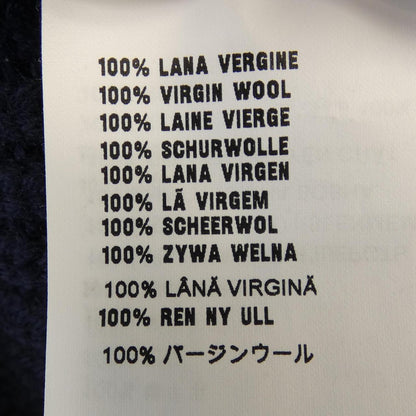 100% LANA VERGINE
100% VIRGIN WOOL
100% LAINE VIERGE
100% SCHURWOLLE
100% LANA VIRGEN
100% LÃ VIRGEM
100% SCHEERWOL
100% ZYWA WELNA
100% LÂNĂ VIRGINĂ
100% REN NY ULL
100% バージンウール